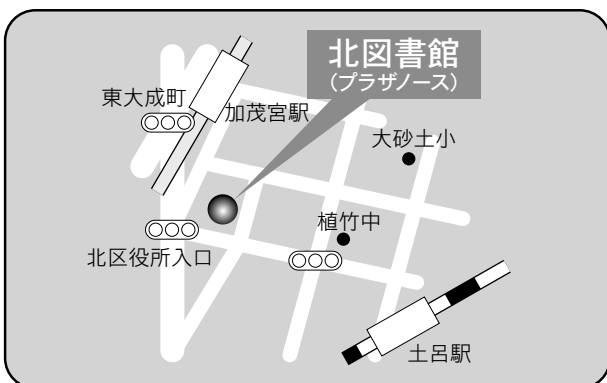 北図書館
（プラザノース）
東大成町
加茂宮駅
大砂土小
植竹中
北区役所入口
土呂駅